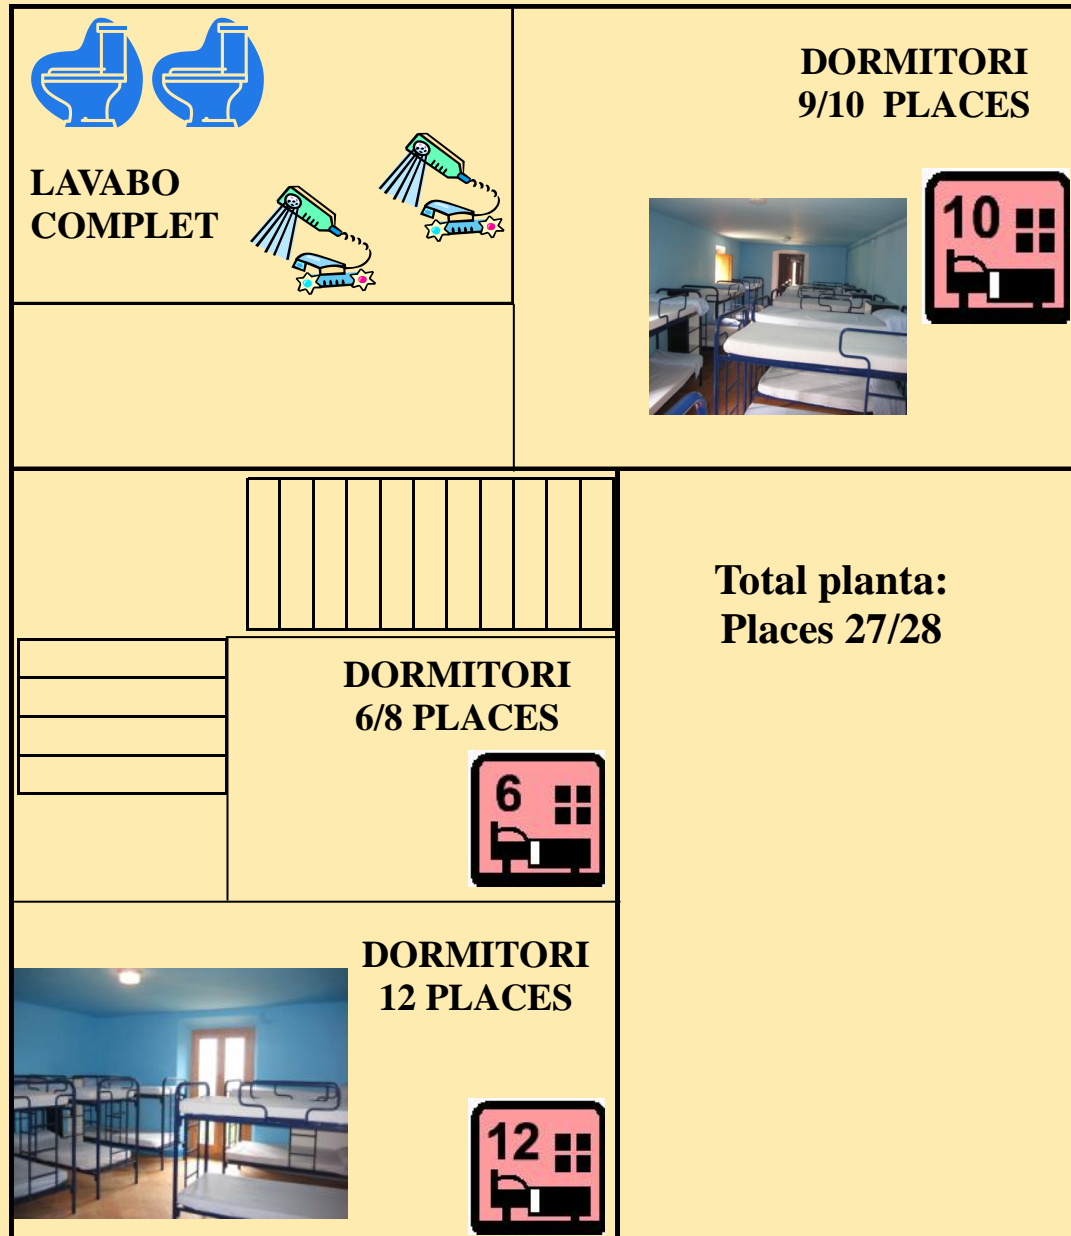 LAVABO
COMPLET
DORMITORI
9/10 PLACES
10
Total planta:
Places 27/28
DORMITORI
6/8 PLACES
6
DORMITORI
12 PLACES
12